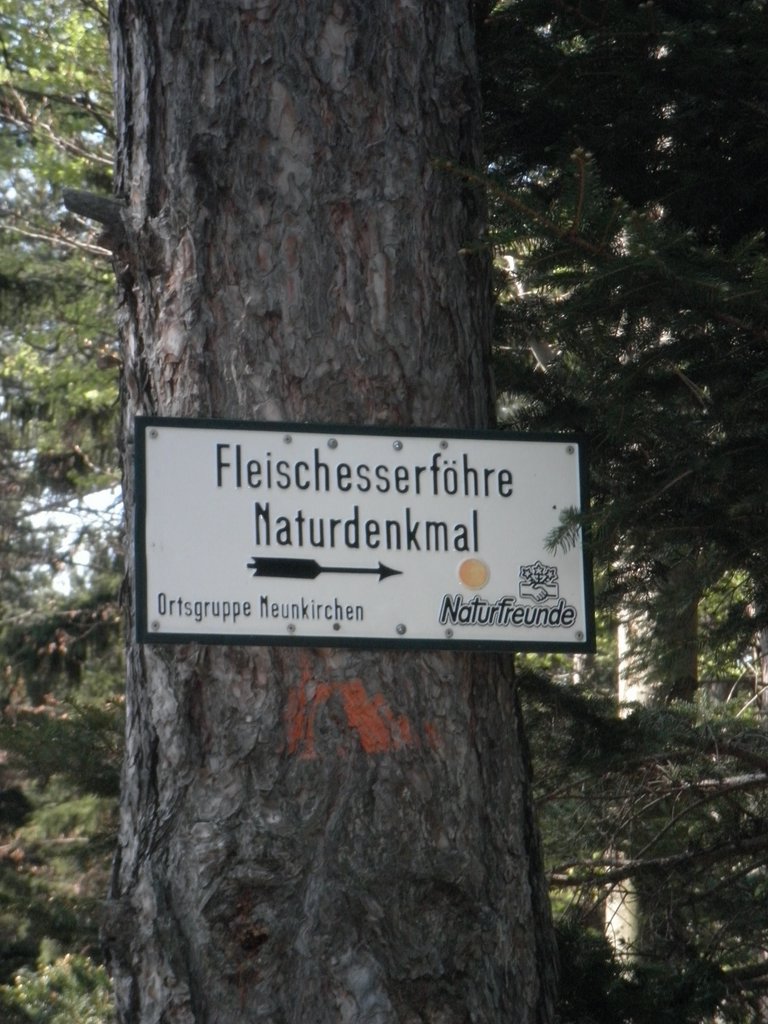 Fleischesserföhre
Naturdenkmal
Ortsgruppe Neunkirchen
Naturfreunde